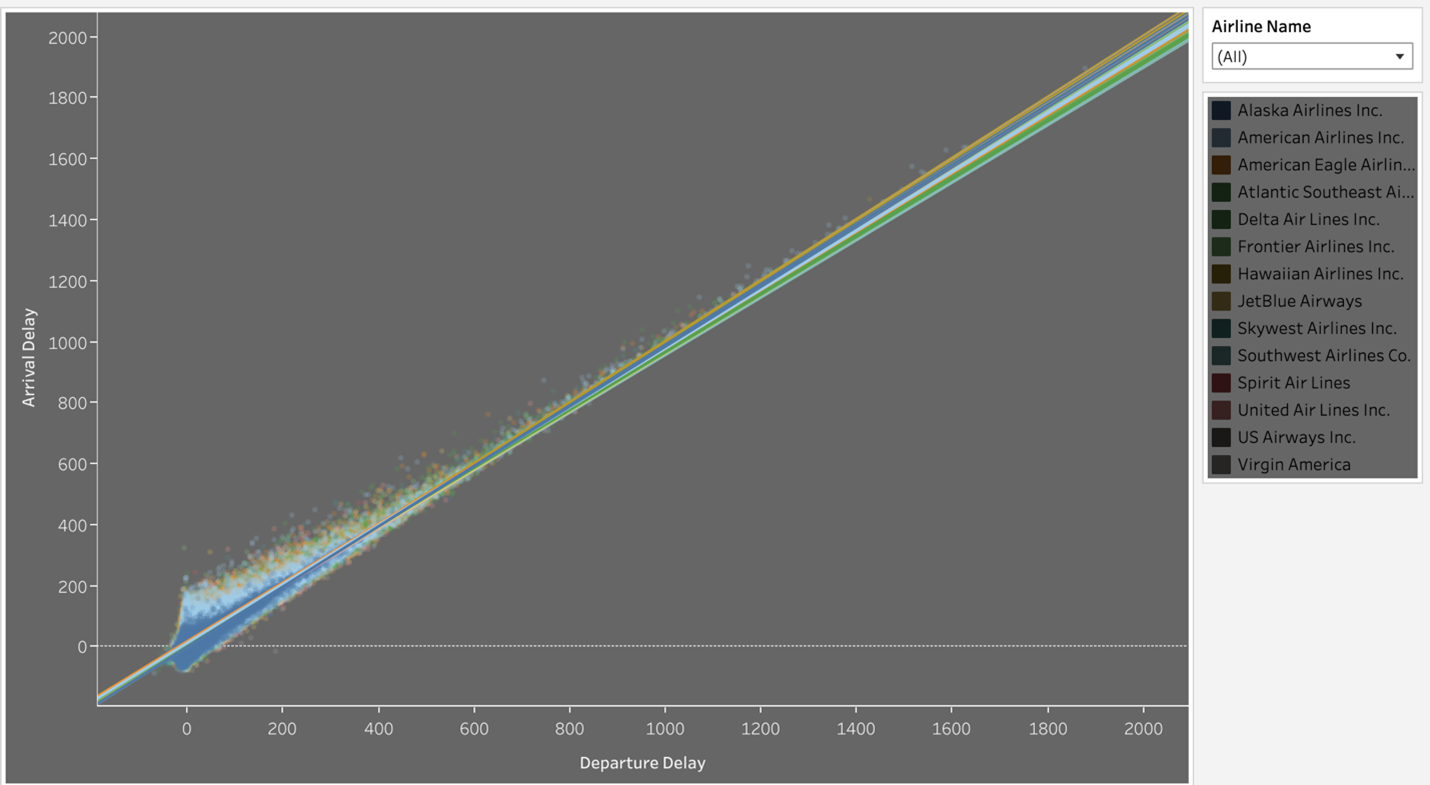 2000
1800
1600
1400
1200
1000
800
600
400
200
0
Arrival Delay
0 200 400 600 800 1000 1200 1400 1600 1800 2000
Departure Delay
Airline Name
(All)
Alaska Airlines Inc.
American Airlines Inc.
American Eagle Airlin...
Atlantic Southeast Ai...
Delta Air Lines Inc.
Frontier Airlines Inc.
Hawaiian Airlines Inc.
JetBlue Airways
Skywest Airlines Inc.
Southwest Airlines Co.
Spirit Air Lines
United Air Lines Inc.
US Airways Inc.
Virgin America